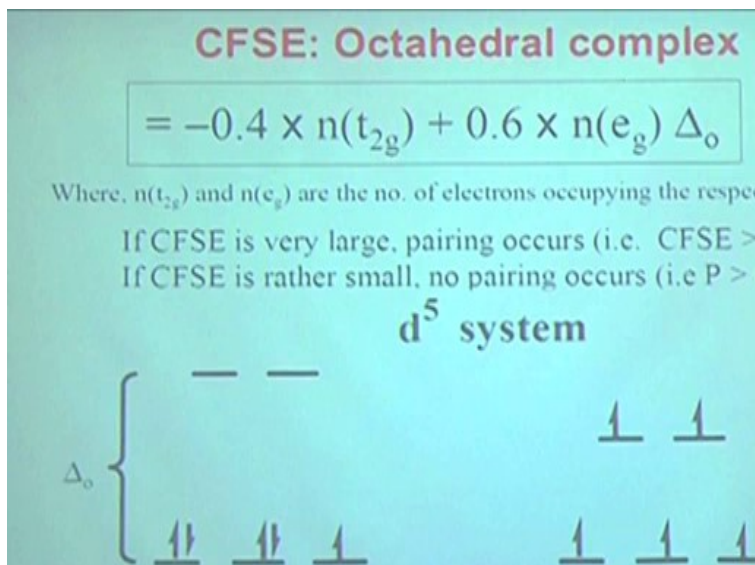 CFSE: Octahedral complex
= –0.4 x n(t₂g) + 0.6 x n(eg) Δₒ
Where, n(t₂g) and n(eg) are the no. of electrons occupying the respe
If CFSE is very large, pairing occurs (i.e. CFSE >
If CFSE is rather small, no pairing occurs (i.e P >
d⁵ system
Δₒ